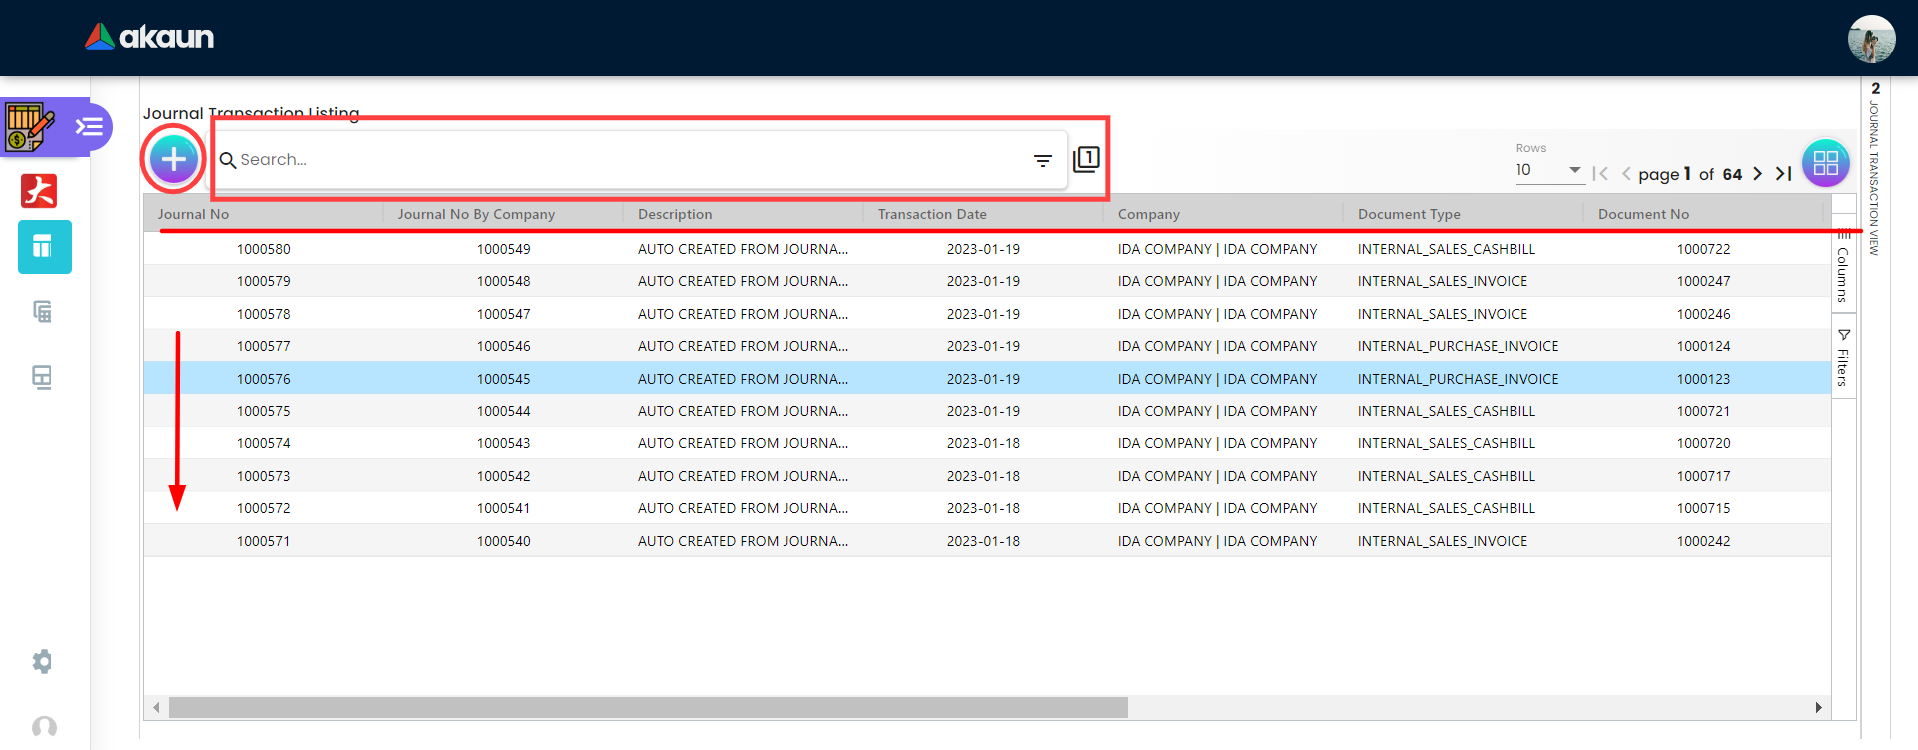 akaun
Journal Transaction Listing
Search...
1
Rows
10
page 1 of 64
Journal No Journal No By Company Description Transaction Date Company Document Type Document No
1000580 1000549 AUTO CREATED FROM JOURNA... 2023-01-19 IDA COMPANY | IDA COMPANY INTERNAL_SALES_CASHBILL 1000722
1000579 1000548 AUTO CREATED FROM JOURNA... 2023-01-19 IDA COMPANY | IDA COMPANY INTERNAL_SALES_INVOICE 1000247
1000578 1000547 AUTO CREATED FROM JOURNA... 2023-01-19 IDA COMPANY | IDA COMPANY INTERNAL_SALES_INVOICE 1000246
1000577 1000546 AUTO CREATED FROM JOURNA... 2023-01-19 IDA COMPANY | IDA COMPANY INTERNAL_PURCHASE_INVOICE 1000124
1000576 1000545 AUTO CREATED FROM JOURNA... 2023-01-19 IDA COMPANY | IDA COMPANY INTERNAL_PURCHASE_INVOICE 1000123
1000575 1000544 AUTO CREATED FROM JOURNA... 2023-01-19 IDA COMPANY | IDA COMPANY INTERNAL_SALES_CASHBILL 1000721
1000574 1000543 AUTO CREATED FROM JOURNA... 2023-01-18 IDA COMPANY | IDA COMPANY INTERNAL_SALES_CASHBILL 1000720
1000573 1000542 AUTO CREATED FROM JOURNA... 2023-01-18 IDA COMPANY | IDA COMPANY INTERNAL_SALES_CASHBILL 1000717
1000572 1000541 AUTO CREATED FROM JOURNA... 2023-01-18 IDA COMPANY | IDA COMPANY INTERNAL_SALES_CASHBILL 1000715
1000571 1000540 AUTO CREATED FROM JOURNA... 2023-01-18 IDA COMPANY | IDA COMPANY INTERNAL_SALES_INVOICE 1000242
Columns
Filters
2 JOURNAL TRANSACTION VIEW